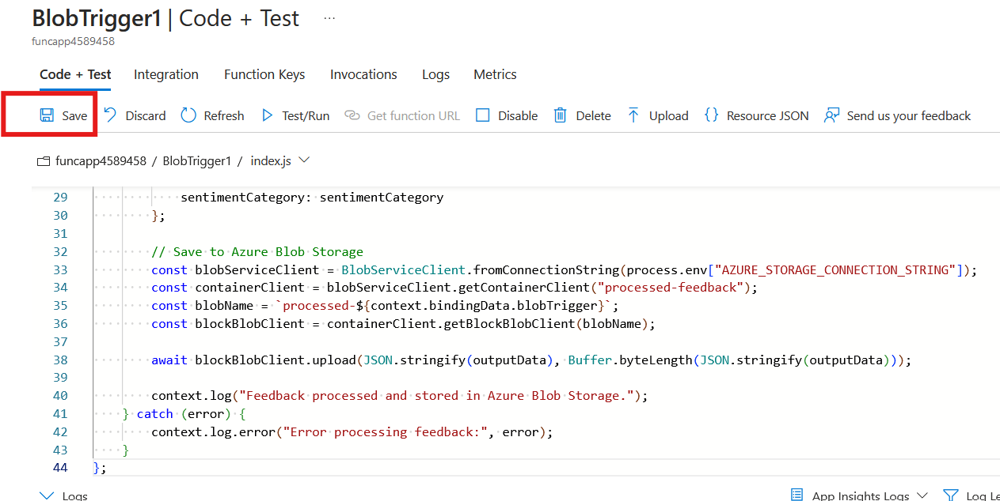 BlobTrigger1 | Code + Test ...
funcapp4589458
Code + Test Integration Function Keys Invocations Logs Metrics
Save Discard Refresh Test/Run Get function URL Disable Delete Upload {} Resource JSON Send us your feedback
funcapp4589458 / BlobTrigger1 / index.js
29 sentimentCategory: sentimentCategory
30 };
31
32 // Save to Azure Blob Storage
33 const blobServiceClient = BlobServiceClient.fromConnectionString(process.env["AZURE_STORAGE_CONNECTION_STRING"]);
34 const containerClient = blobServiceClient.getContainerClient("processed-feedback");
35 const blobName = `processed-${context.bindingData.blobTrigger}`;
36 const blockBlobClient = containerClient.getBlockBlobClient(blobName);
37
38 await blockBlobClient.upload(JSON.stringify(outputData), Buffer.byteLength(JSON.stringify(outputData)));
39
40 context.log("Feedback processed and stored in Azure Blob Storage.");
41 } catch (error) {
42 context.log.error("Error processing feedback:", error);
43 }
44 };
Logs App Insights Logs Log Le